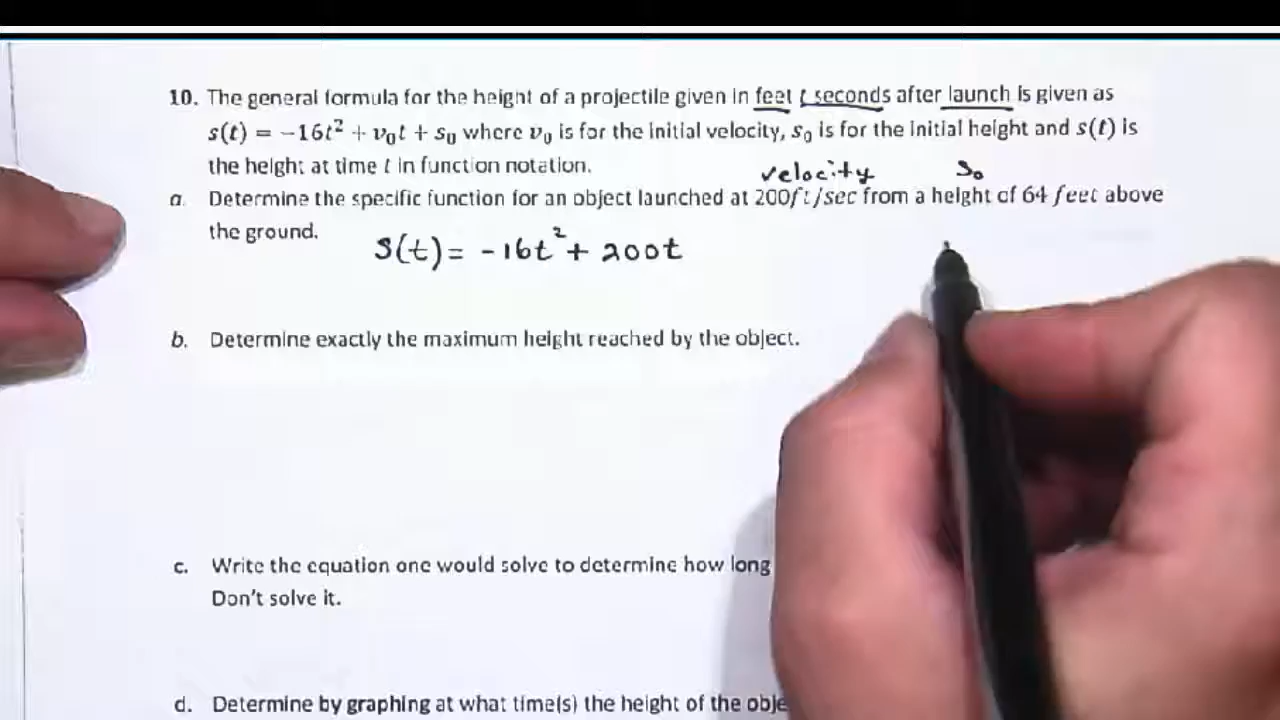 10. The general formula for the height of a projectile given in feet t seconds after launch is given as
s(t) = −16t² + v₀t + s₀ where v₀ is for the initial velocity, s₀ is for the initial height and s(t) is
the height at time t in function notation.
velocity s₀
a. Determine the specific function for an object launched at 200ft/sec from a height of 64 feet above
the ground.
s(t) = -16t² + 200t
b. Determine exactly the maximum height reached by the object.
c. Write the equation one would solve to determine how long
Don't solve it.
d. Determine by graphing at what time(s) the height of the obje